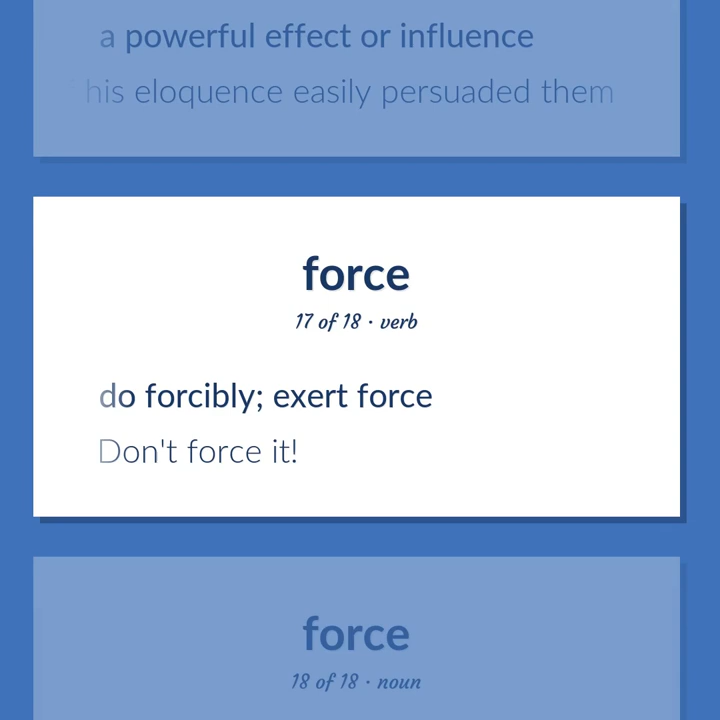 a powerful effect or influence
his eloquence easily persuaded them
force
17 of 18 · verb
do forcibly; exert force
Don't force it!
force
18 of 18 · noun